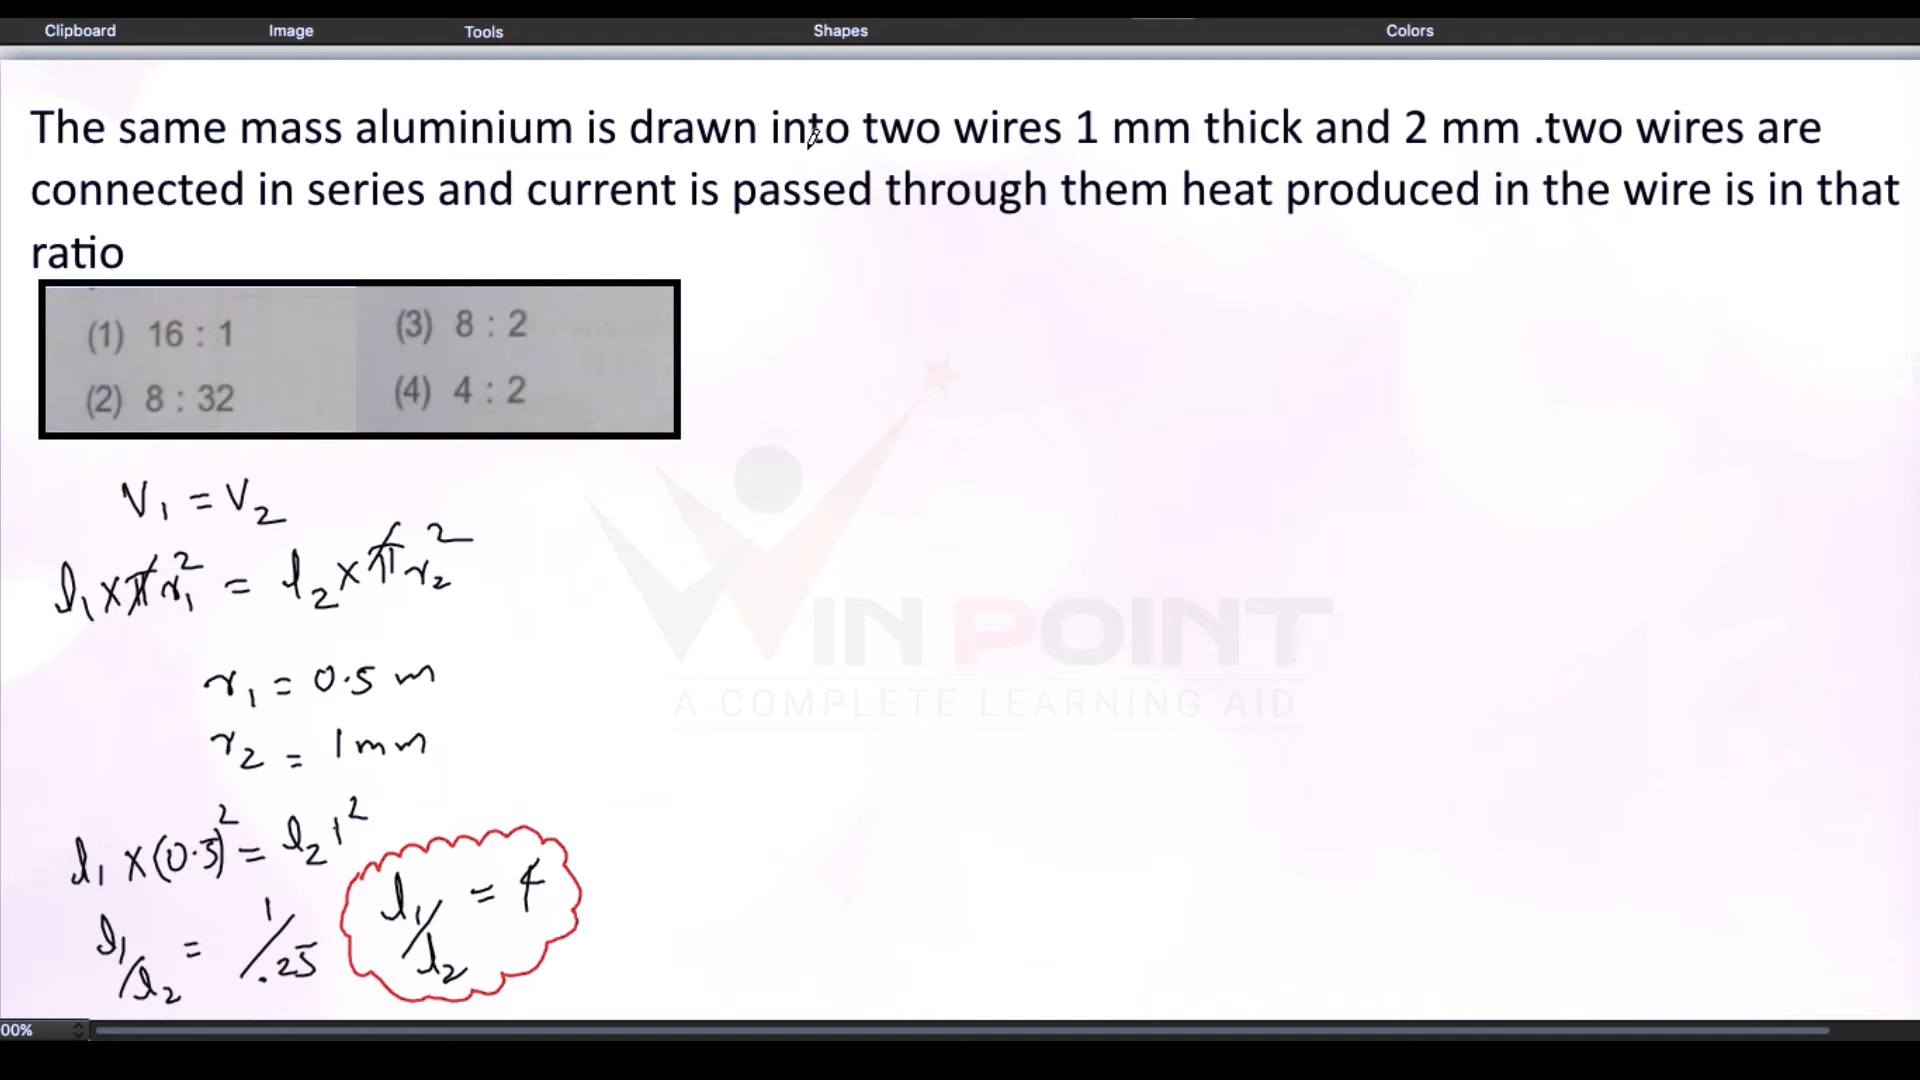 Clipboard Image Tools Shapes Colors
The same mass aluminium is drawn into two wires 1 mm thick and 2 mm .two wires are
connected in series and current is passed through them heat produced in the wire is in that
ratio
(1) 16 : 1 (3) 8 : 2
(2) 8 : 32 (4) 4 : 2
V₁ = V₂
l₁ × πr₁² = l₂ × πr₂²
WIN POINT
A COMPLETE LEARNING AID
r₁ = 0.5 m
r₂ = 1 mm
l₁ × (0.5)² = l₂ 1²
l₁/l₂ = 1/.25
l₁/l₂ = 4
00%